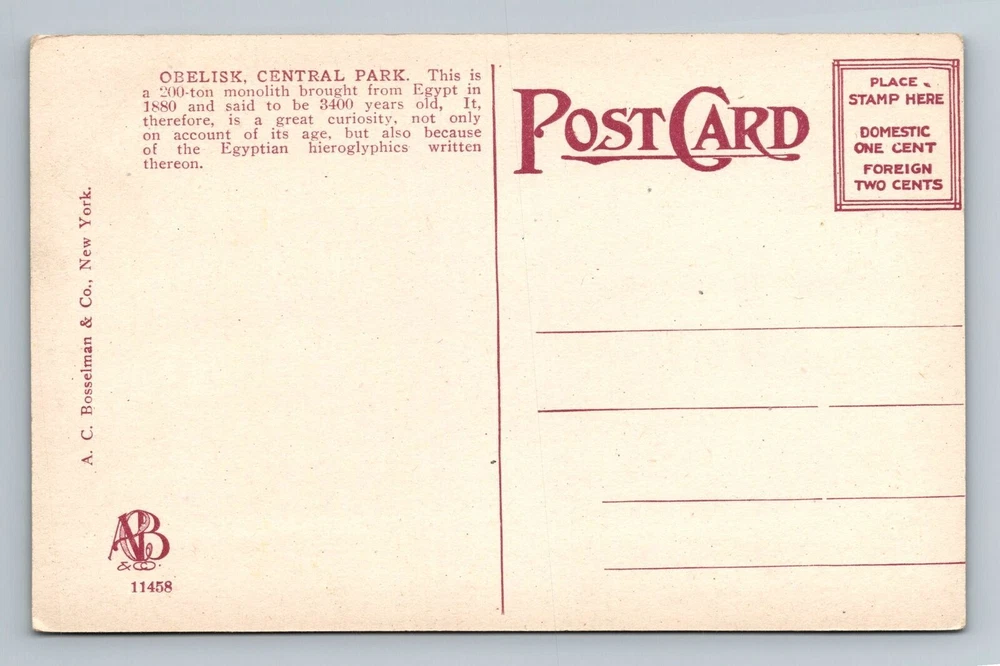 OBELISK, CENTRAL PARK. This is
a 200-ton monolith brought from Egypt in
1880 and said to be 3400 years old, It,
therefore, is a great curiosity, not only
on account of its age, but also because
of the Egyptian hieroglyphics written
thereon.
A. C. Bosselman & Co., New York.
ACB
& CO.
11458
POST CARD
PLACE
STAMP HERE
DOMESTIC
ONE CENT
FOREIGN
TWO CENTS